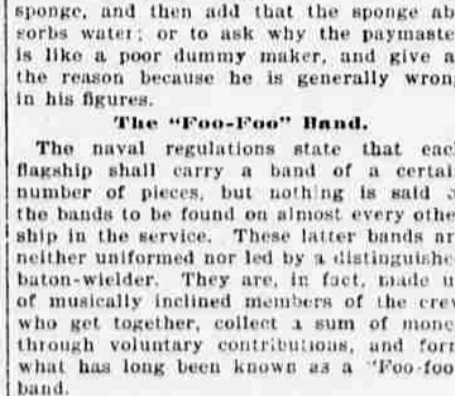 sponge, and then add that the sponge ab
sorbs water; or to ask why the paymaste
is like a poor dummy maker, and give a
the reason because he is generally wron
in his figures.
The "Foo-Foo" Band.
The naval regulations state that eac
flagship shall carry a band of a certai
number of pieces, but nothing is said o
the bands to be found on almost every othe
ship in the service. These latter bands ar
neither uniformed nor led by a distinguishe
baton-wielder. They are, in fact, made u
of musically inclined members of the crew
who get together, collect a sum of mone
through voluntary contributions, and form
what has long been known as a "Foo-foo
band.